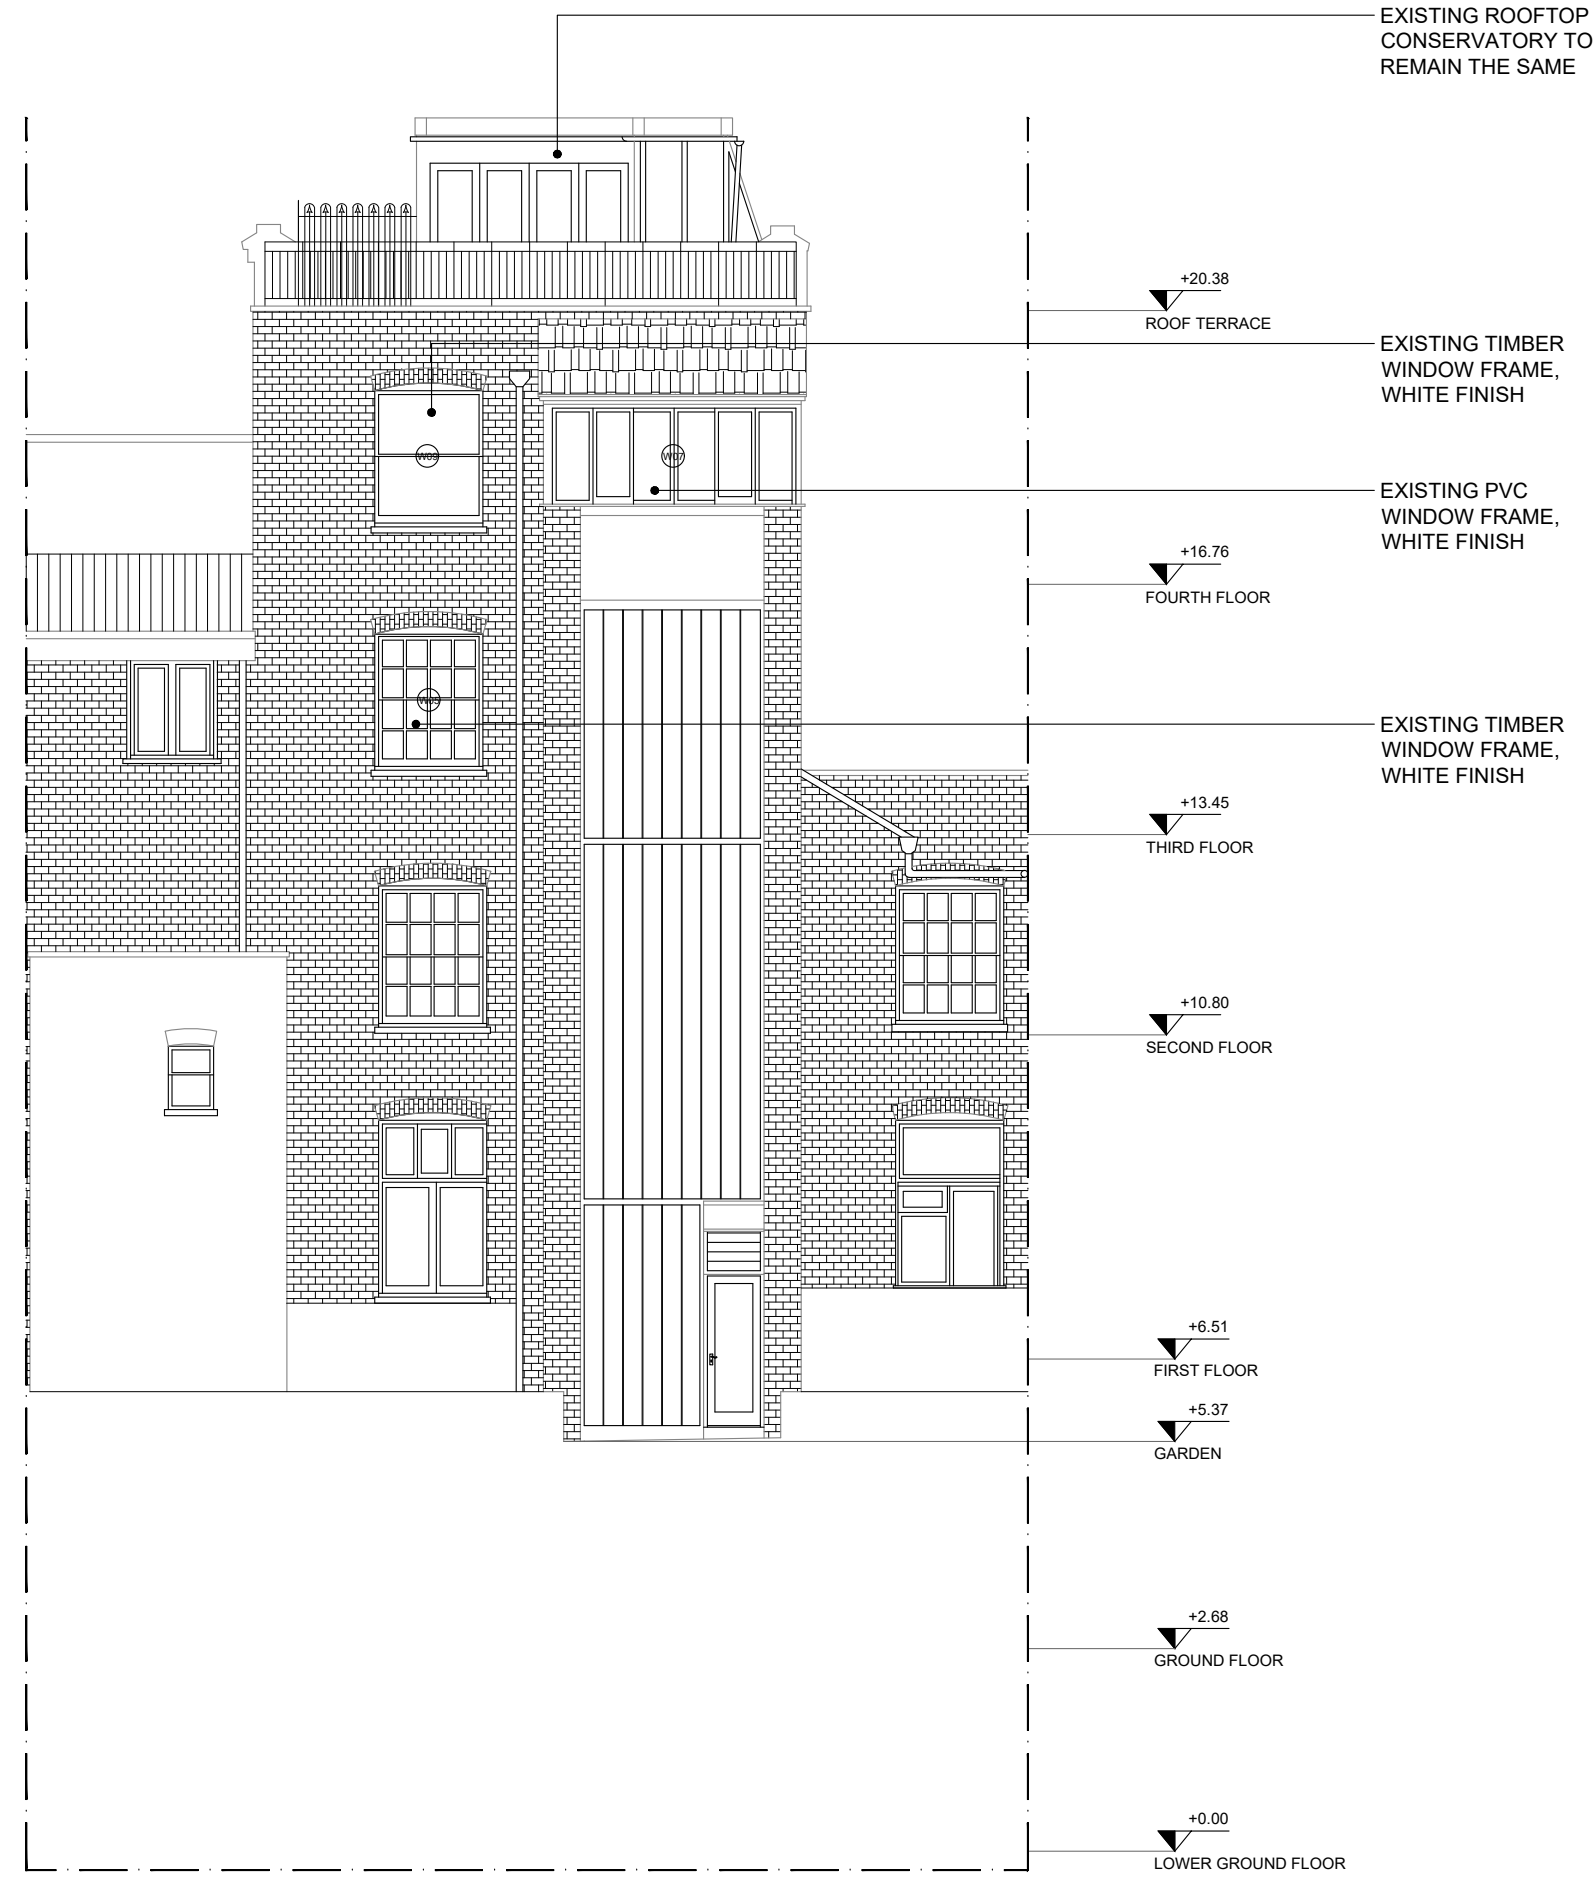 EXISTING ROOFTOP
CONSERVATORY TO
REMAIN THE SAME
+20.38
ROOF TERRACE
EXISTING TIMBER
WINDOW FRAME,
WHITE FINISH
W09
W07
EXISTING PVC
WINDOW FRAME,
WHITE FINISH
+16.76
FOURTH FLOOR
W05
EXISTING TIMBER
WINDOW FRAME,
WHITE FINISH
+13.45
THIRD FLOOR
+10.80
SECOND FLOOR
+6.51
FIRST FLOOR
+5.37
GARDEN
+2.68
GROUND FLOOR
+0.00
LOWER GROUND FLOOR